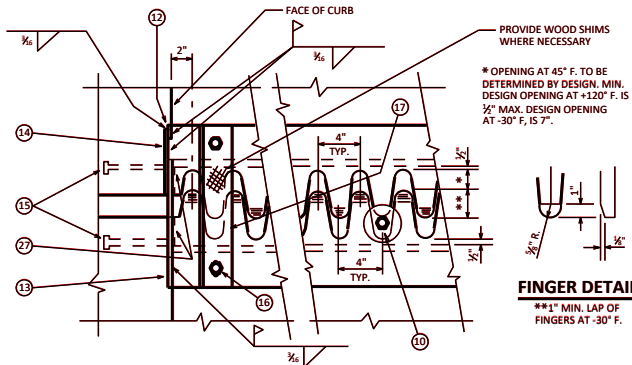 12
FACE OF CURB
3⁄16
2"
3⁄16
PROVIDE WOOD SHIMS
WHERE NECESSARY
* OPENING AT 45° F. TO BE
DETERMINED BY DESIGN. MIN.
DESIGN OPENING AT +120° F. IS
½" MAX. DESIGN OPENING
AT -30° F, IS 7".
17
14
4"
TYP.
½"
*
**
15
1"
⅝" R.
⅛"
27
4"
TYP.
½"
13
16
10
3⁄16
FINGER DETAIL
**1" MIN. LAP OF
FINGERS AT -30° F.